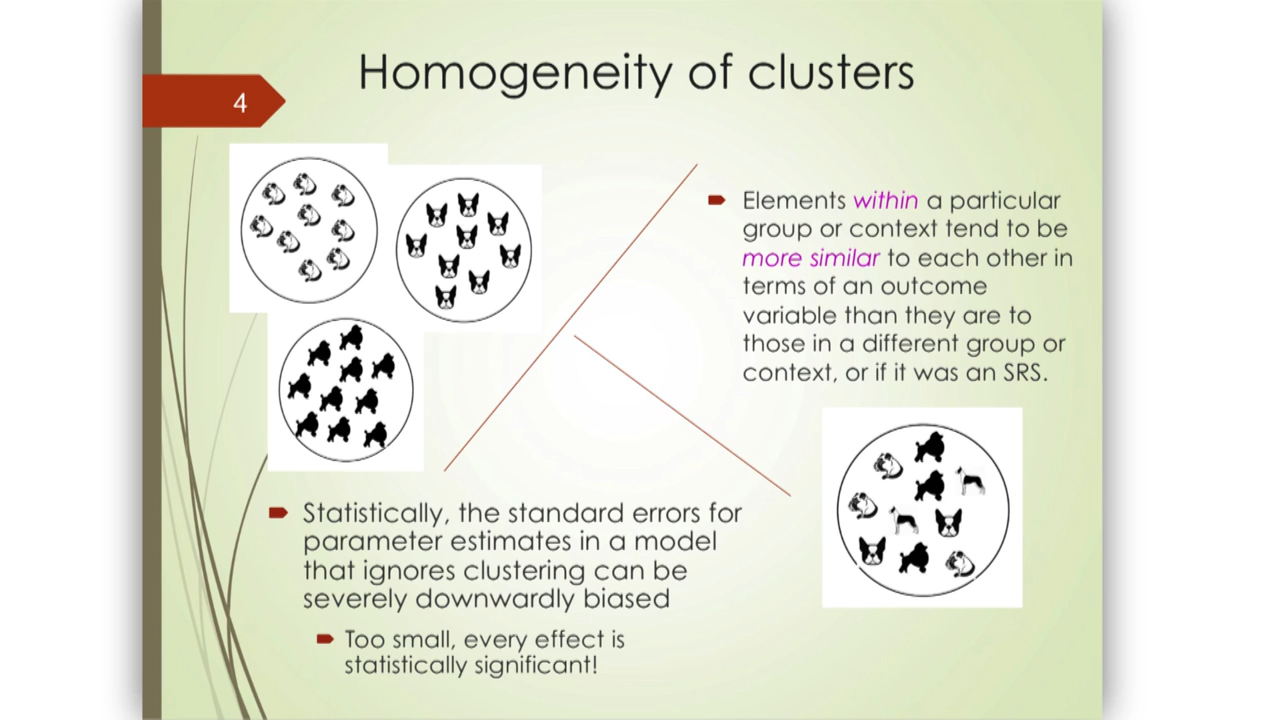 Homogeneity of clusters
4
Elements within a particular
group or context tend to be
more similar to each other in
terms of an outcome
variable than they are to
those in a different group or
context, or if it was an SRS.
Statistically, the standard errors for
parameter estimates in a model
that ignores clustering can be
severely downwardly biased
Too small, every effect is
statistically significant!